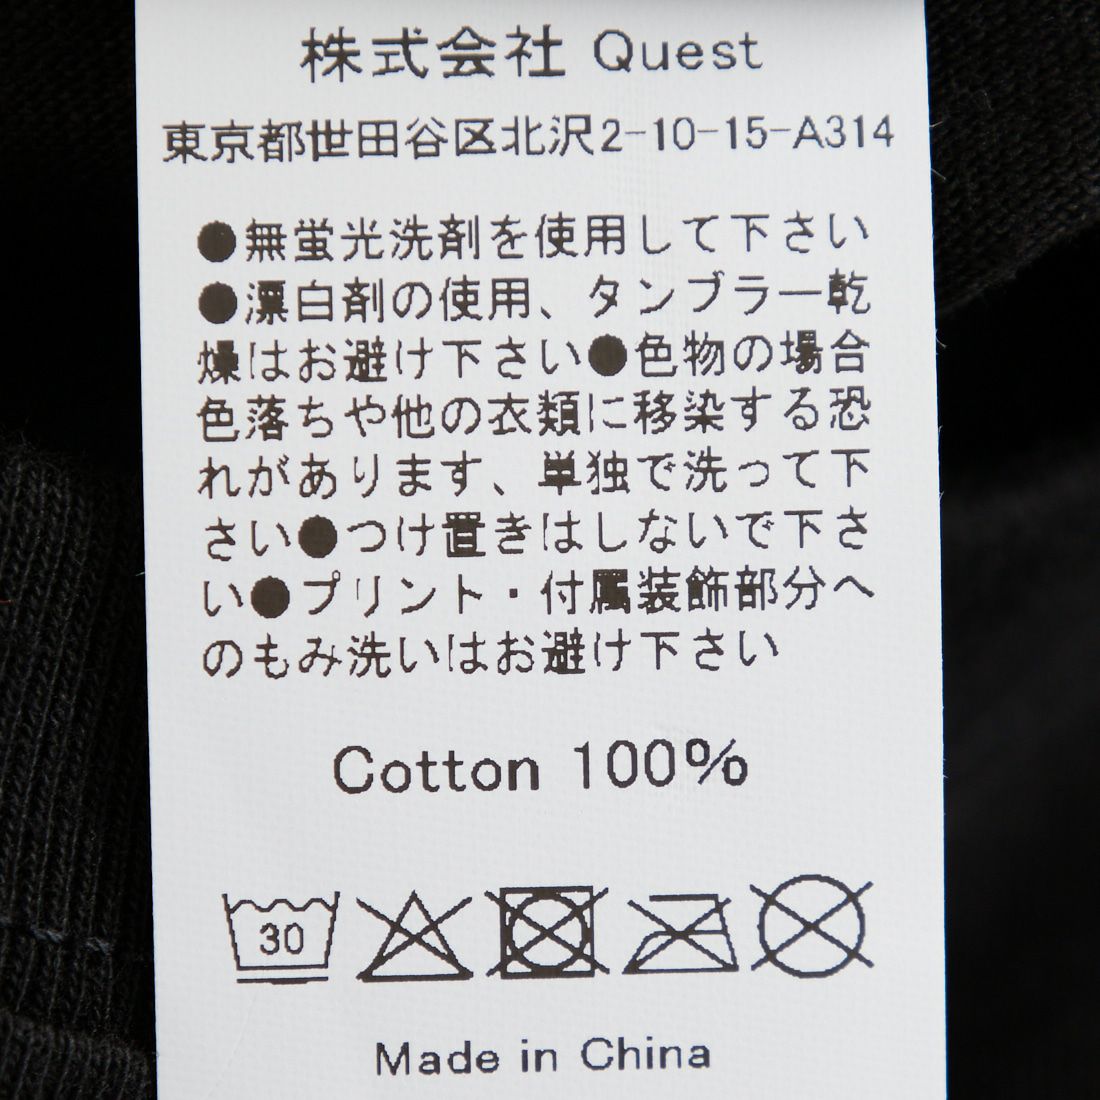 株式会社 Quest
東京都世田谷区北沢2-10-15-A314
●無蛍光洗剤を使用して下さい
●漂白剤の使用、タンブラー乾
燥はお避け下さい●色物の場合
色落ちや他の衣類に移染する恐
れがあります、単独で洗って下
さい●つけ置きはしないで下さ
い●プリント・付属装飾部分へ
のもみ洗いはお避け下さい
Cotton 100%
30
Made in China